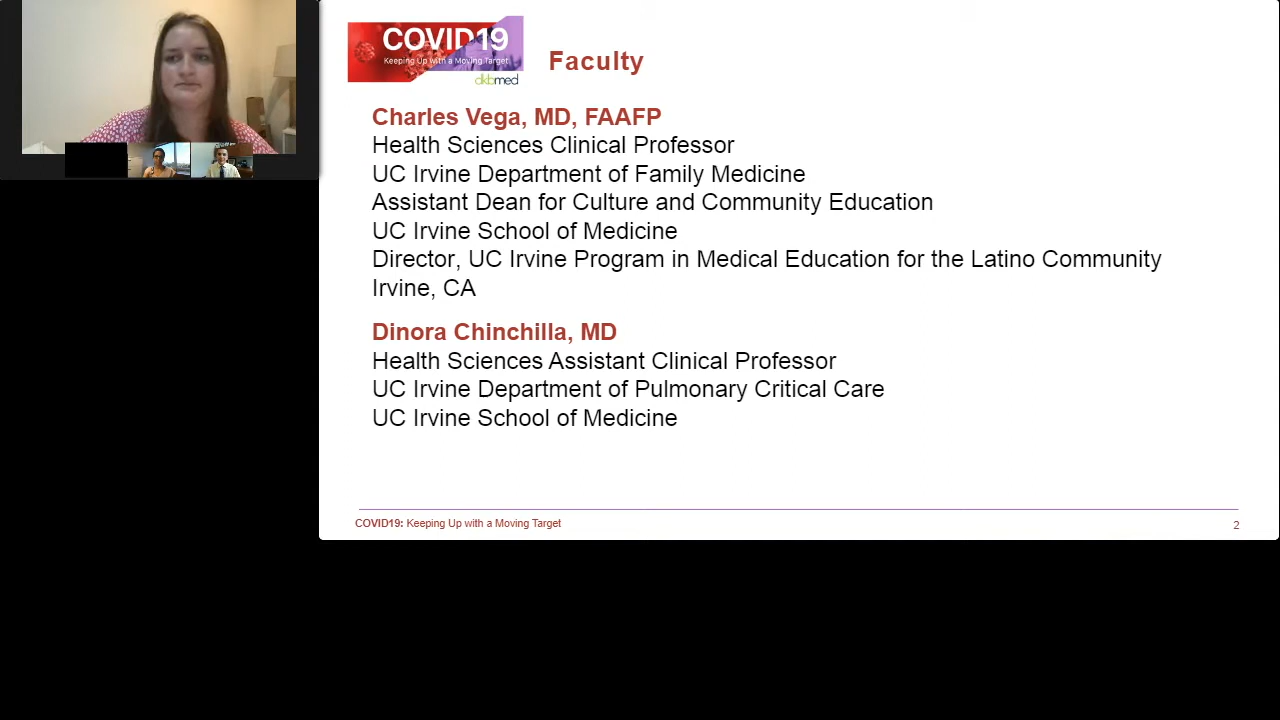 COVID19
Keeping Up with a Moving Target
dkbmed
Faculty
Charles Vega, MD, FAAFP
Health Sciences Clinical Professor
UC Irvine Department of Family Medicine
Assistant Dean for Culture and Community Education
UC Irvine School of Medicine
Director, UC Irvine Program in Medical Education for the Latino Community
Irvine, CA
Dinora Chinchilla, MD
Health Sciences Assistant Clinical Professor
UC Irvine Department of Pulmonary Critical Care
UC Irvine School of Medicine
COVID19: Keeping Up with a Moving Target
2